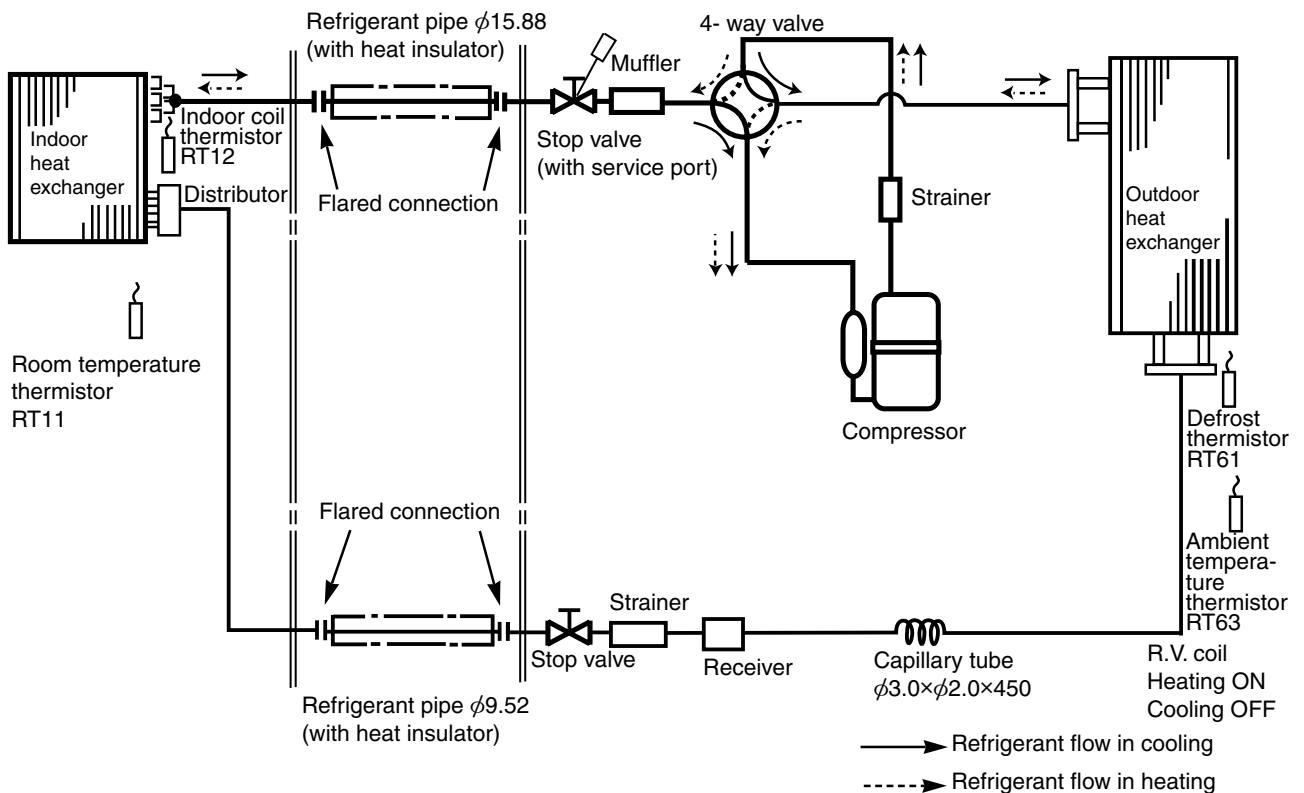 Refrigerant pipe ϕ15.88
(with heat insulator)
4- way valve
Muffler
Indoor
heat
exchanger
Indoor coil
thermistor
RT12
Distributor
Stop valve
(with service port)
Flared connection
Strainer
Outdoor
heat
exchanger
Room temperature
thermistor
RT11
Compressor
Defrost
thermistor
RT61
Flared connection
Ambient
tempera-
ture
thermistor
RT63
Strainer
Stop valve
Receiver
Capillary tube
ϕ3.0×ϕ2.0×450
R.V. coil
Heating ON
Cooling OFF
Refrigerant pipe ϕ9.52
(with heat insulator)
Refrigerant flow in cooling
Refrigerant flow in heating